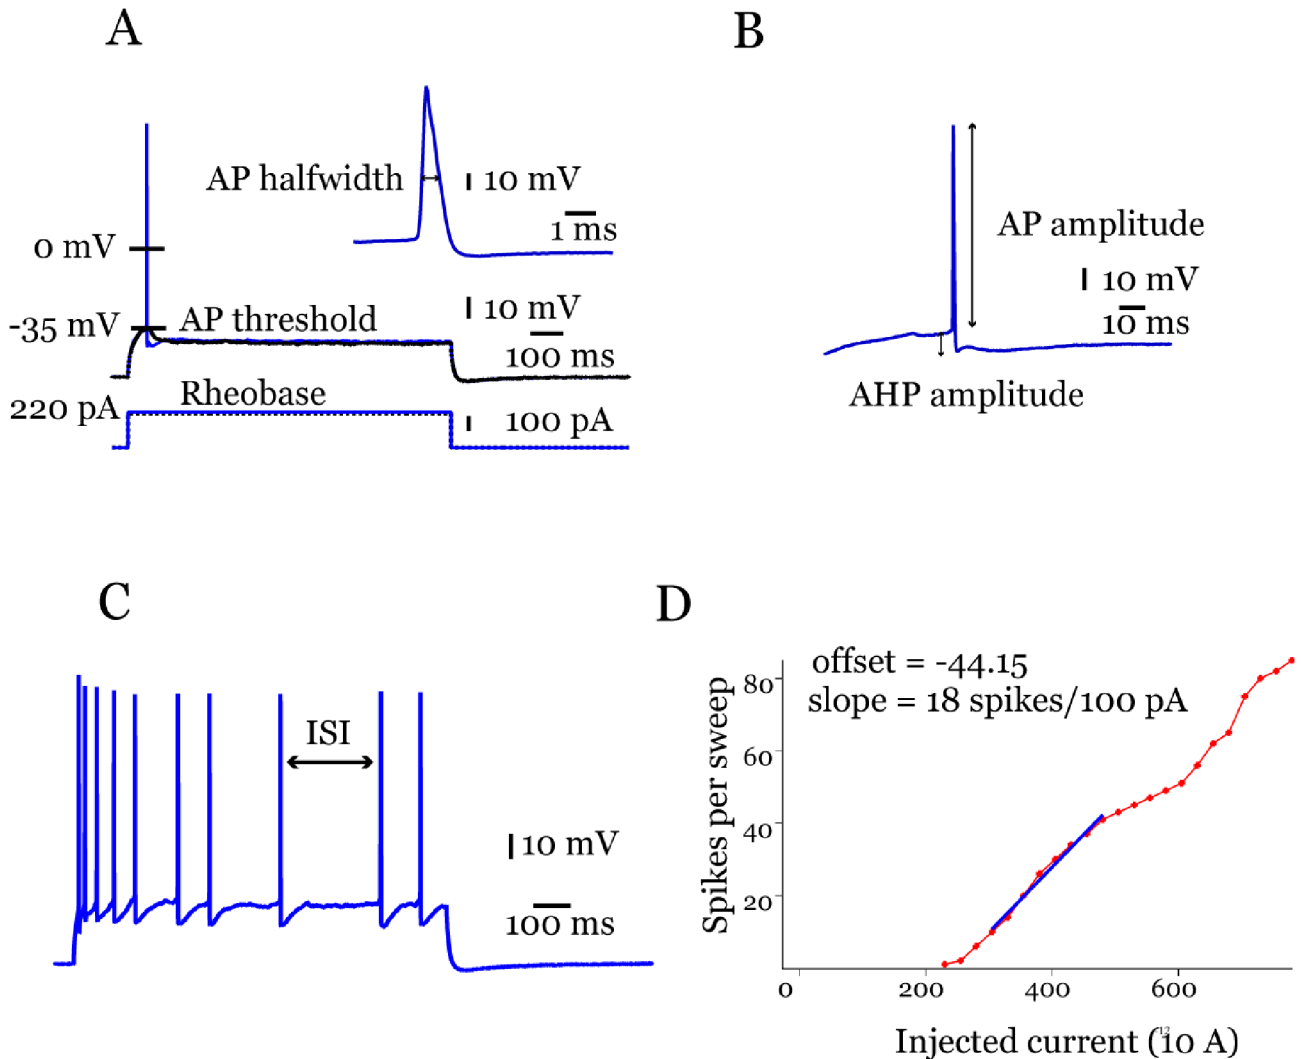 A
AP halfwidth
10 mV
1 ms
0 mV
-35 mV
AP threshold
10 mV
100 ms
220 pA
Rheobase
100 pA
B
AP amplitude
10 mV
10 ms
AHP amplitude
C
ISI
10 mV
100 ms
D
offset = -44.15
slope = 18 spikes/100 pA
Spikes per sweep
80
60
40
20
0
200
400
600
Injected current (¹²10 A)